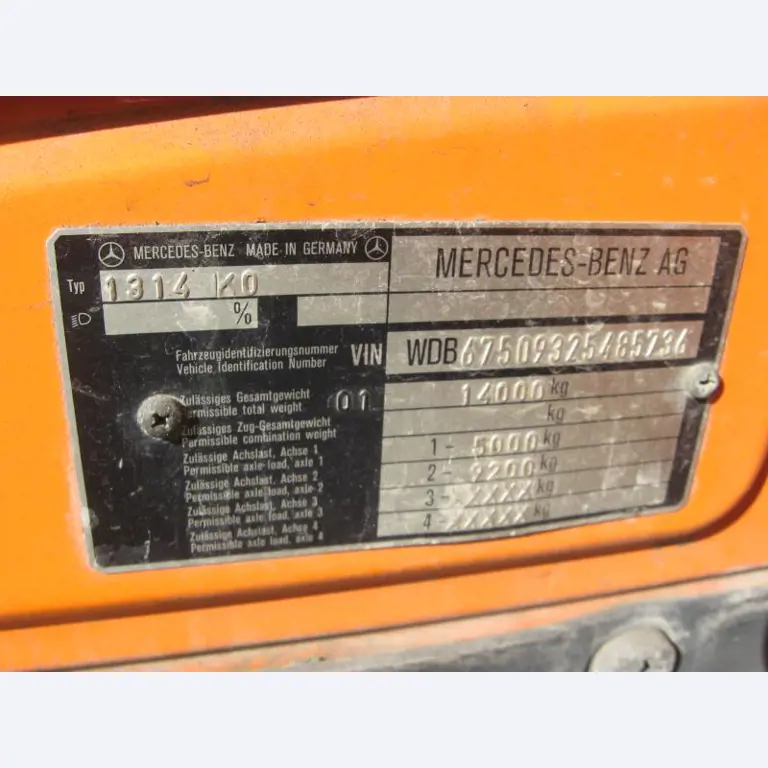 MERCEDES-BENZ MADE IN GERMANY
MERCEDES-BENZ AG
Typ 1314 KO
%
Fahrzeugidentifizierungsnummer
Vehicle Identification Number
VIN WDB67509325485736
Zulässiges Gesamtgewicht
Permissible total weight
01 14000 kg
Zulässiges Zug-Gesamtgewicht
Permissible combination weight
kg
Zulässige Achslast, Achse 1
Permissible axle load, axle 1
1 - 5000 kg
Zulässige Achslast, Achse 2
Permissible axle load, axle 2
2 - 9200 kg
Zulässige Achslast, Achse 3
Permissible axle load, axle 3
3 - XXXX kg
Zulässige Achslast, Achse 4
Permissible axle load, axle 4
4 - XXXXX kg